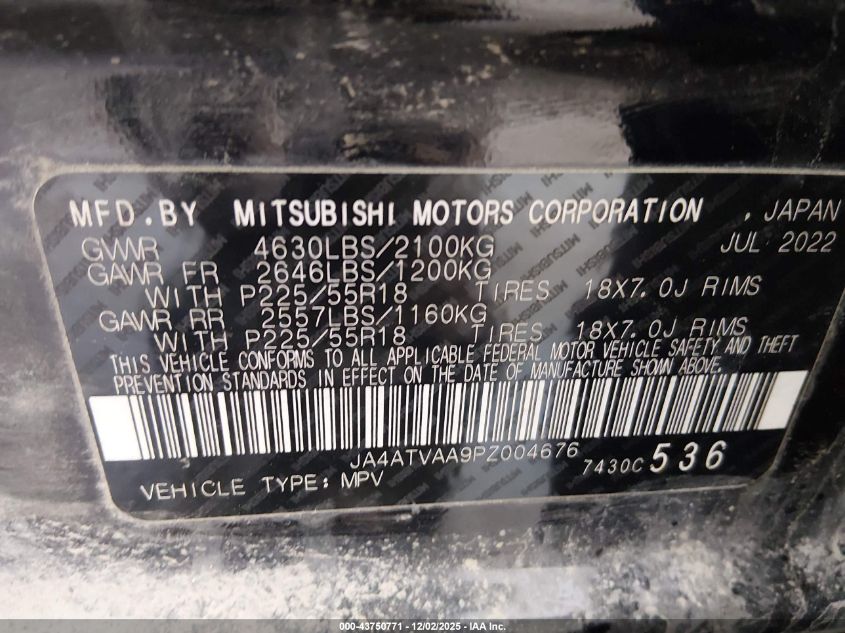 MFD.BY MITSUBISHI MOTORS CORPORATION , JAPAN
GVWR 4630LBS/2100KG JUL 2022
GAWR FR 2646LBS/1200KG
WITH P225/55R18 TIRES 18X7.0J RIMS
GAWR RR 2557LBS/1160KG
WITH P225/55R18 TIRES 18X7.0J RIMS
THIS VEHICLE CONFORMS TO ALL APPLICABLE FEDERAL MOTOR VEHICLE SAFETY AND THEFT
PREVENTION STANDARDS IN EFFECT ON THE DATE OF MANUFACTURE SHOWN ABOVE.
JA4ATVAA9PZ004676 7430C 536
VEHICLE TYPE: MPV
000-43750771 - 12/02/2025 - IAA Inc.